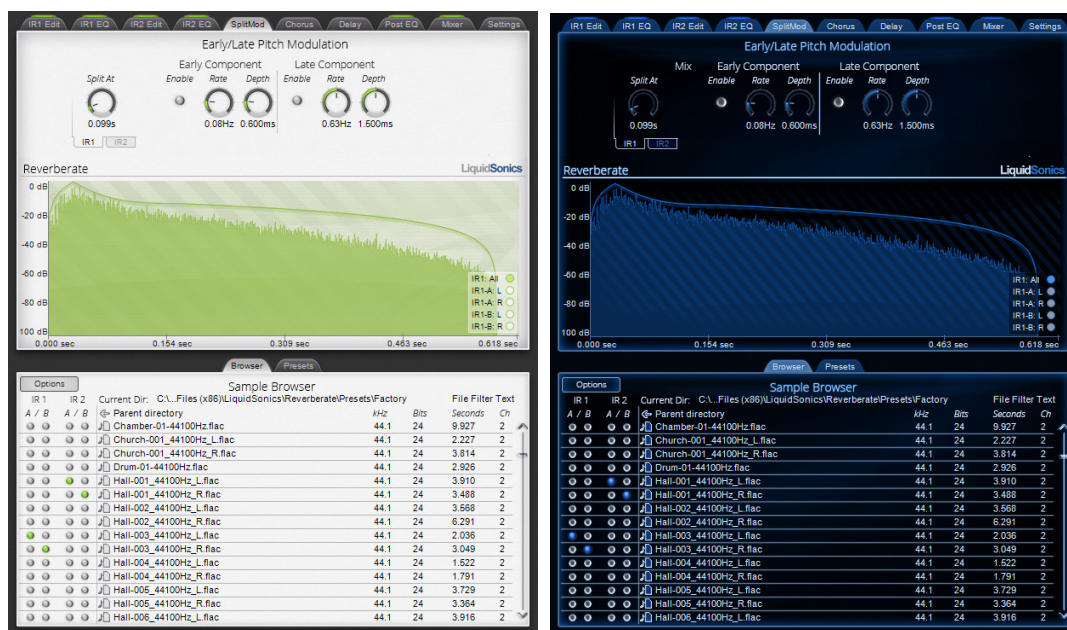 IR1 Edit IR1 EQ IR2 Edit IR2 EQ SplitMod Chorus Delay Post EQ Mixer Settings
Early/Late Pitch Modulation
Early Component Late Component
Split At Enable Rate Depth Enable Rate Depth
0.099s 0.08Hz 0.600ms 0.63Hz 1.500ms
IR1 IR2
Reverberate LiquidSonics
0 dB
-20 dB
-40 dB
-60 dB
IR1: All
IR1-A: L
-80 dB
IR1-A: R
IR1-B: L
100 dB
IR1-B: R
0.000 sec 0.154 sec 0.309 sec 0.463 sec 0.618 sec
Browser Presets
Options Sample Browser
IR 1 IR 2 Current Dir: C:\...Files (x86)\LiquidSonics\Reverberate\Presets\Factory File Filter Text
A / B A / B Parent directory kHz Bits Seconds Ch
Chamber-01-44100Hz.flac 44.1 24 9.927 2
Church-001_44100Hz_L.flac 44.1 24 2.227 2
Church-001_44100Hz_R.flac 44.1 24 3.814 2
Drum-01-44100Hz.flac 44.1 24 2.926 2
Hall-001_44100Hz_L.flac 44.1 24 3.910 2
Hall-001_44100Hz_R.flac 44.1 24 3.488 2
Hall-002_44100Hz_L.flac 44.1 24 3.568 2
Hall-002_44100Hz_R.flac 44.1 24 6.291 2
Hall-003_44100Hz_L.flac 44.1 24 2.036 2
Hall-003_44100Hz_R.flac 44.1 24 3.049 2
Hall-004_44100Hz_L.flac 44.1 24 1.522 2
Hall-004_44100Hz_R.flac 44.1 24 1.791 2
Hall-005_44100Hz_L.flac 44.1 24 3.729 2
Hall-005_44100Hz_R.flac 44.1 24 3.364 2
Hall-006_44100Hz_L.flac 44.1 24 3.916 2
IR1 Edit IR1 EQ IR2 Edit IR2 EQ SplitMod Chorus Delay Post EQ Mixer Settings
Early/Late Pitch Modulation
Mix Early Component Late Component
Split At Enable Rate Depth Enable Rate Depth
0.099s 0.08Hz 0.600ms 0.63Hz 1.500ms
IR1 IR2
Reverberate LiquidSonics
0 dB
-20 dB
-40 dB
-60 dB
IR1: All
IR1-A: L
-80 dB
IR1-A: R
IR1-B: L
100 dB
IR1-B: R
0.000 sec 0.154 sec 0.309 sec 0.463 sec 0.618 sec
Browser Presets
Options Sample Browser
IR 1 IR 2 Current Dir: C:\...Files (x86)\LiquidSonics\Reverberate\Presets\Factory File Filter Text
A / B A / B Parent directory kHz Bits Seconds Ch
Chamber-01-44100Hz.flac 44.1 24 9.927 2
Church-001_44100Hz_L.flac 44.1 24 2.227 2
Church-001_44100Hz_R.flac 44.1 24 3.814 2
Drum-01-44100Hz.flac 44.1 24 2.926 2
Hall-001_44100Hz_L.flac 44.1 24 3.910 2
Hall-001_44100Hz_R.flac 44.1 24 3.488 2
Hall-002_44100Hz_L.flac 44.1 24 3.568 2
Hall-002_44100Hz_R.flac 44.1 24 6.291 2
Hall-003_44100Hz_L.flac 44.1 24 2.036 2
Hall-003_44100Hz_R.flac 44.1 24 3.049 2
Hall-004_44100Hz_L.flac 44.1 24 1.522 2
Hall-004_44100Hz_R.flac 44.1 24 1.791 2
Hall-005_44100Hz_L.flac 44.1 24 3.729 2
Hall-005_44100Hz_R.flac 44.1 24 3.364 2
Hall-006_44100Hz_L.flac 44.1 24 3.916 2